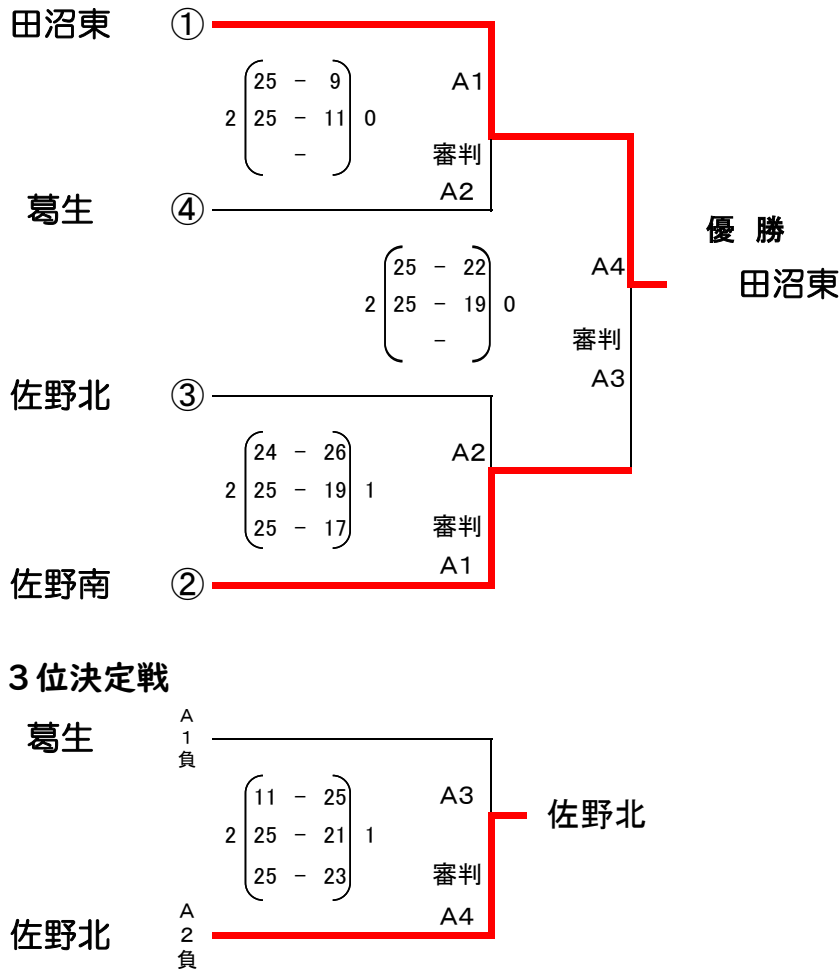 田沼東 ①
25 - 9 A1
2 25 - 11 0
- 審判
A2
葛生 ④
優 勝
25 - 22 A4
田沼東
2 25 - 19 0
- 審判
A3
佐野北 ③
24 - 26 A2
2 25 - 19 1
25 - 17 審判
A1
佐野南 ②
3位決定戦
葛生 A1負
11 - 25 A3
佐野北
2 25 - 21 1
25 - 23 審判
A4
佐野北 A2負